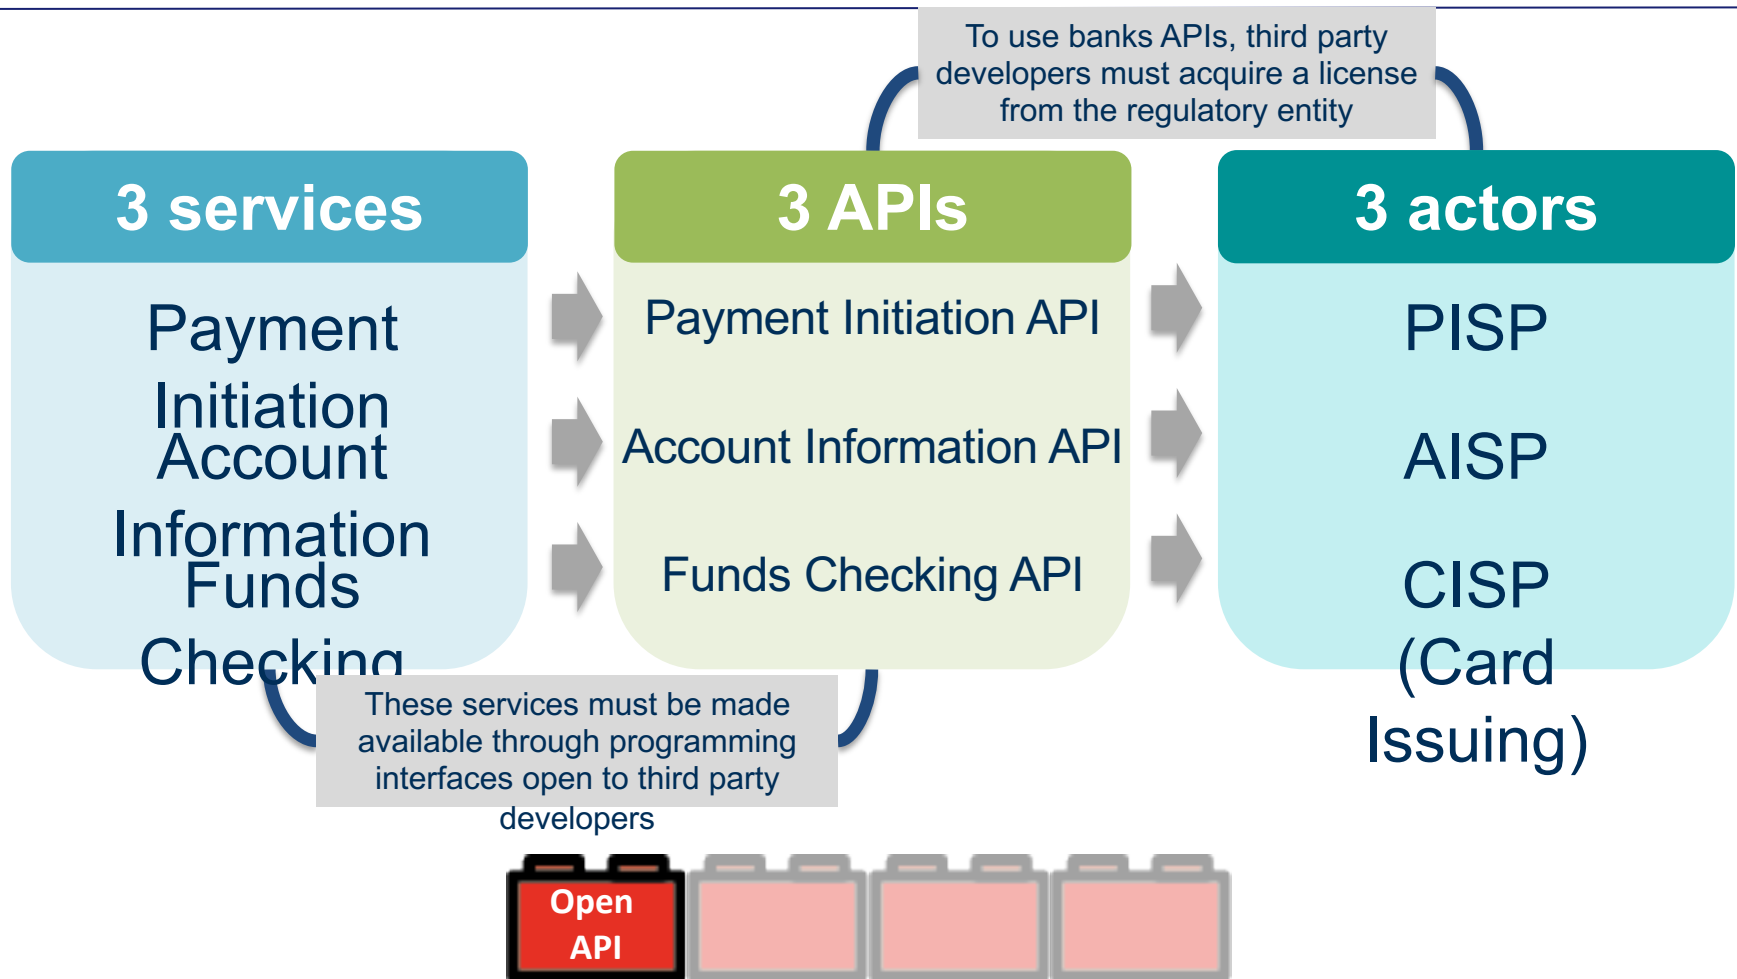 To use banks APIs, third party
developers must acquire a license
from the regulatory entity
3 services
Payment
Initiation
Account
Information
Funds
Checking
3 APIs
Payment Initiation API
Account Information API
Funds Checking API
3 actors
PISP
AISP
CISP
(Card
Issuing)
These services must be made
available through programming
interfaces open to third party
developers
Open
API